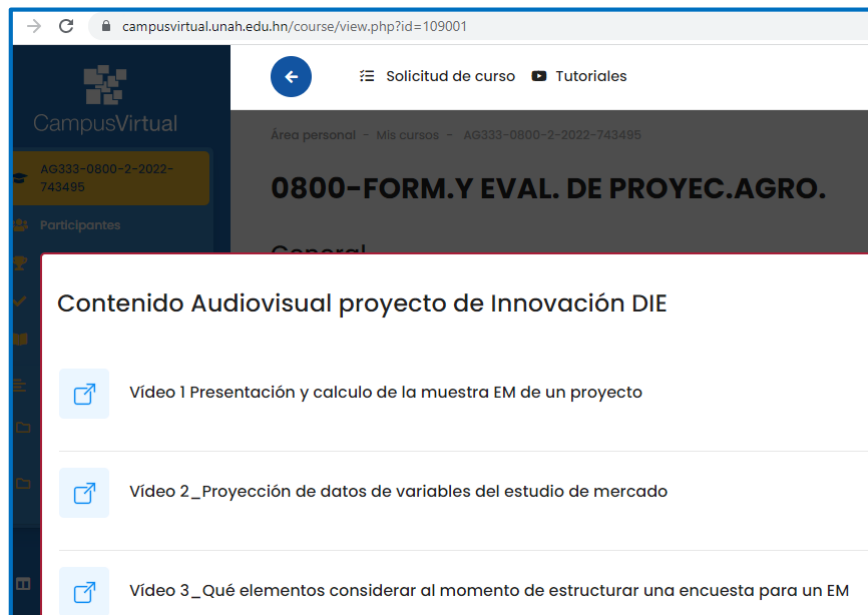 campusvirtual.unah.edu.hn/course/view.php?id=109001
Solicitud de curso Tutoriales
CampusVirtual
Área personal - Mis cursos - AG333-0800-2-2022-743495
AG333-0800-2-2022-
743495
0800-FORM.Y EVAL. DE PROYEC.AGRO.
Participantes
General
Contenido Audiovisual proyecto de Innovación DIE
Vídeo 1 Presentación y calculo de la muestra EM de un proyecto
Vídeo 2_Proyección de datos de variables del estudio de mercado
Vídeo 3_Qué elementos considerar al momento de estructurar una encuesta para un EM